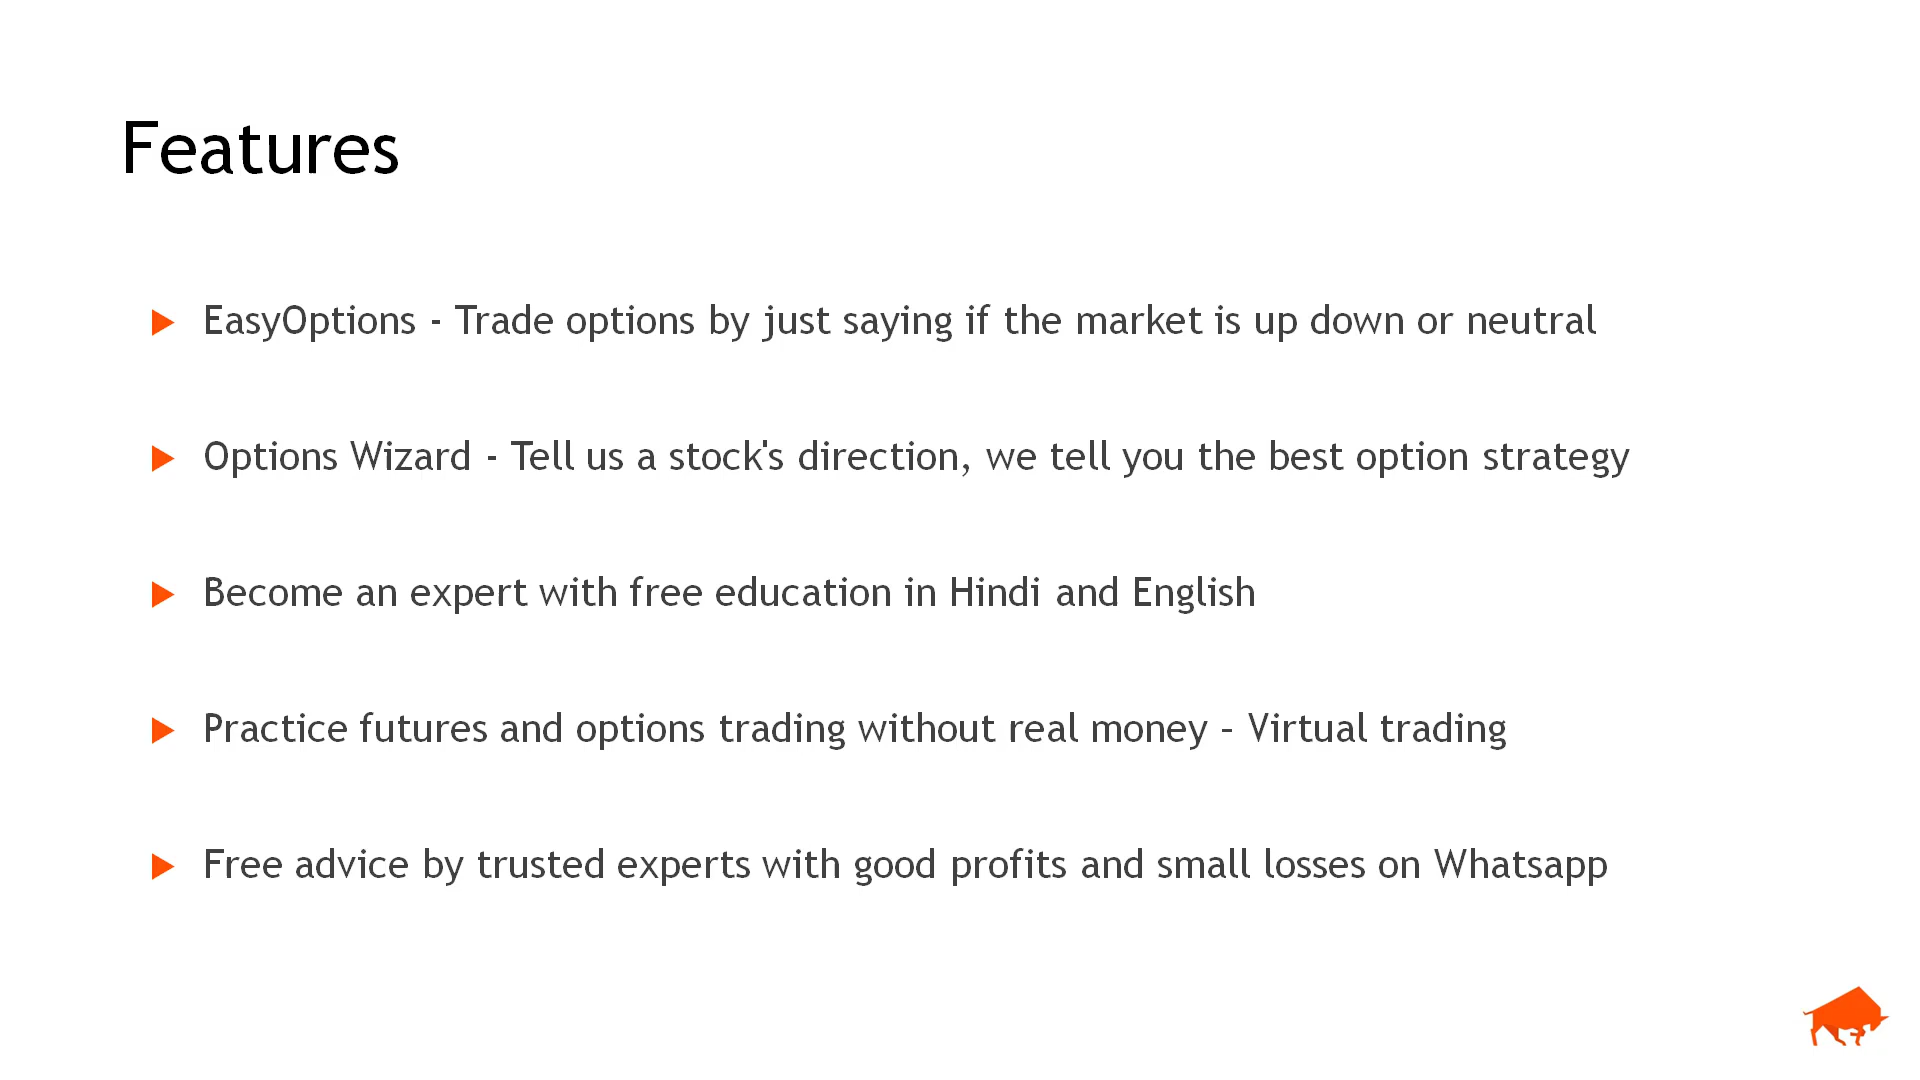 Features
EasyOptions - Trade options by just saying if the market is up down or neutral
Options Wizard - Tell us a stock's direction, we tell you the best option strategy
Become an expert with free education in Hindi and English
Practice futures and options trading without real money – Virtual trading
Free advice by trusted experts with good profits and small losses on Whatsapp